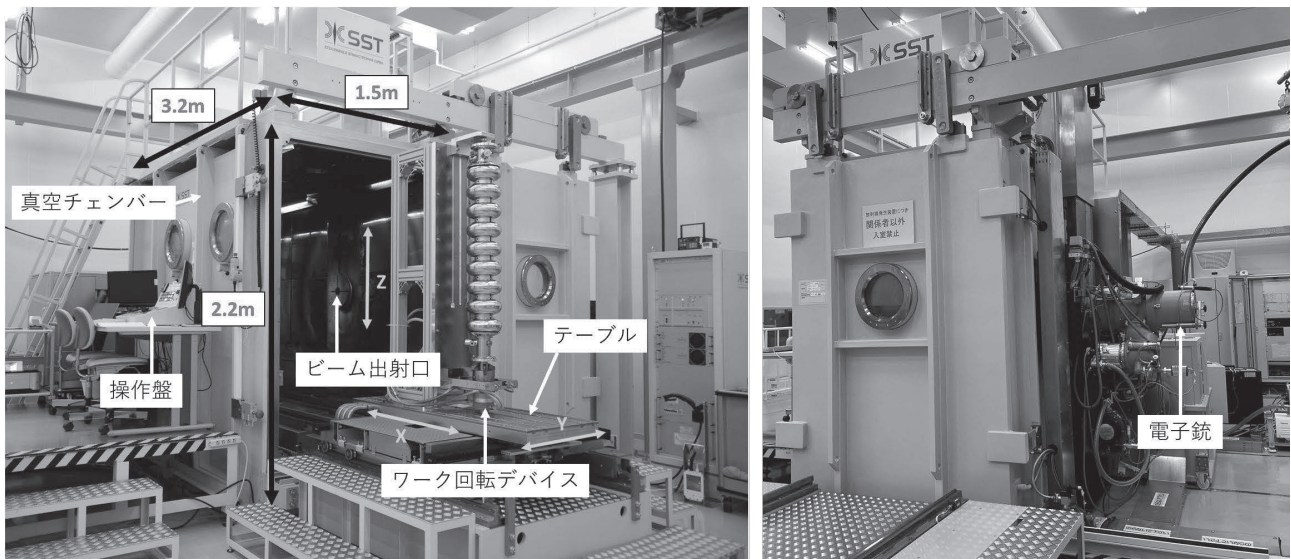 SST
3.2m
1.5m
真空チェンバー
SST
Z
2.2m
操作盤
ビーム出射口
テーブル
X
Y
ワーク回転デバイス
SST
関係者以外
入室禁止
電子銃